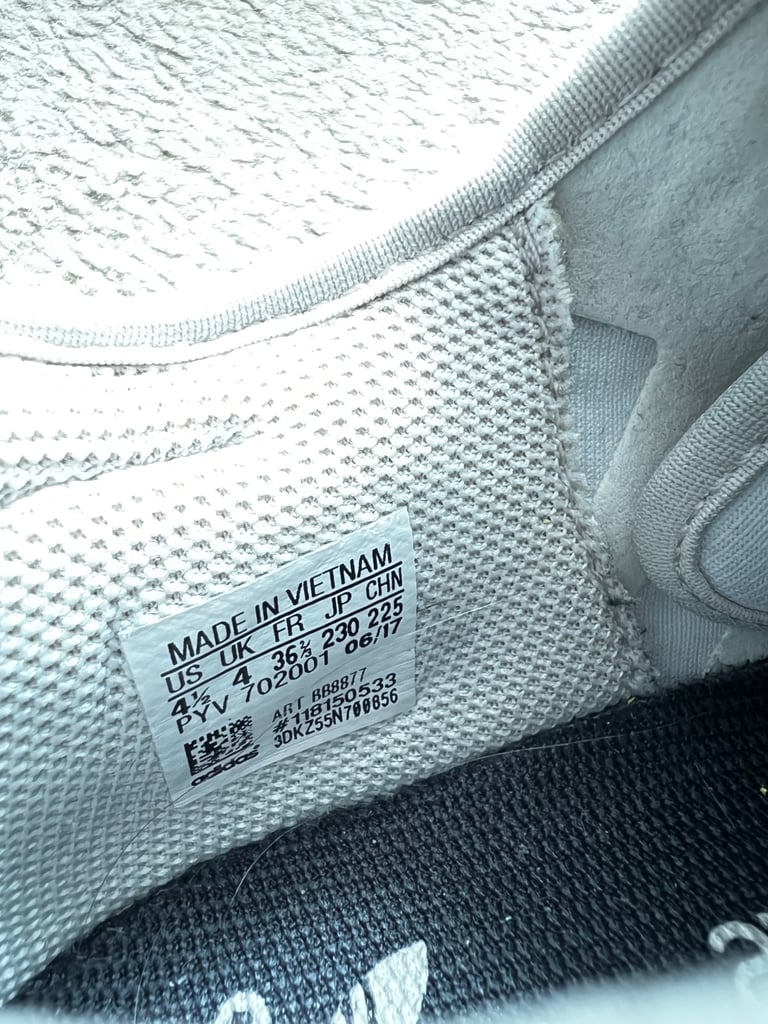 MADE IN VIETNAM
US UK FR JP CHN
4½ 4 36⅔ 230 225
PYV 702001 06/17
ART BB8877
#118150533
3DKZ55N700856
adidas